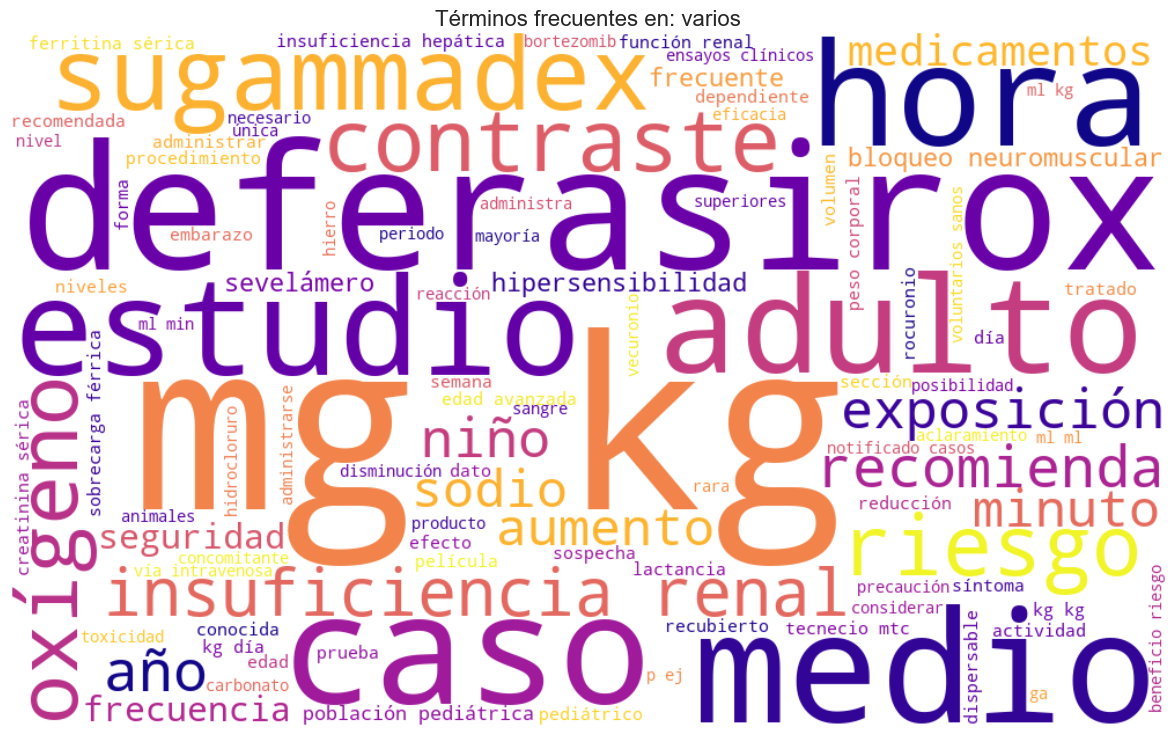 Términos frecuentes en: varios
ferritina sérica
insuficiencia hepática
bortezomib
función renal
ensayos clínicos
medicamentos
sugammadex
hora
frecuente
ml kg
dependiente
recomendada
necesario
eficacia
única
nivel
administrar
contraste
procedimiento
bloqueo neuromuscular
deferasirox
forma
superiores
volumen
administra
hierro
embarazo
periodo
mayoría
peso corporal
voluntarios sanos
sevelámero
hipersensibilidad
niveles
reacción
tratado
estudio
ml min
vecuronio
adulto
rocuronio
día
mg kg
semana
sección
posibilidad
edad avanzada
sangre
exposición
oxígeno
creatinina sérica
sobrecarga férrica
hidrocloruro
administrarse
niño
aclaramiento
ml ml
notificado casos
disminución
dato
recomienda
sodio
rara
reducción
animales
producto
aumento
minuto
seguridad
efecto
sospecha
riesgo
concomitante
película
vía intravenosa
lactancia
insuficiencia renal
precaución
síntoma
considerar
beneficio riesgo
kg kg
toxicidad
conocida
caso
recubierto
tecnecio mtc
actividad
kg día
prueba
medio
dispersable
año
edad
carbonato
p ej
ga
frecuencia
población pediátrica
pediátrico